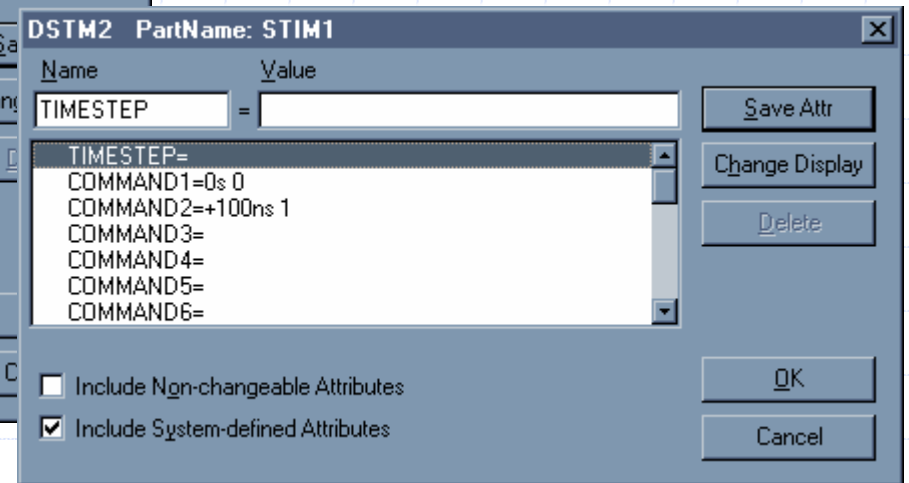 DSTM2 PartName: STIM1
Name Value
TIMESTEP =
Save Attr
TIMESTEP=
COMMAND1=0s 0
COMMAND2=+100ns 1
COMMAND3=
COMMAND4=
COMMAND5=
COMMAND6=
Change Display
Delete
Include Non-changeable Attributes
Include System-defined Attributes
OK
Cancel